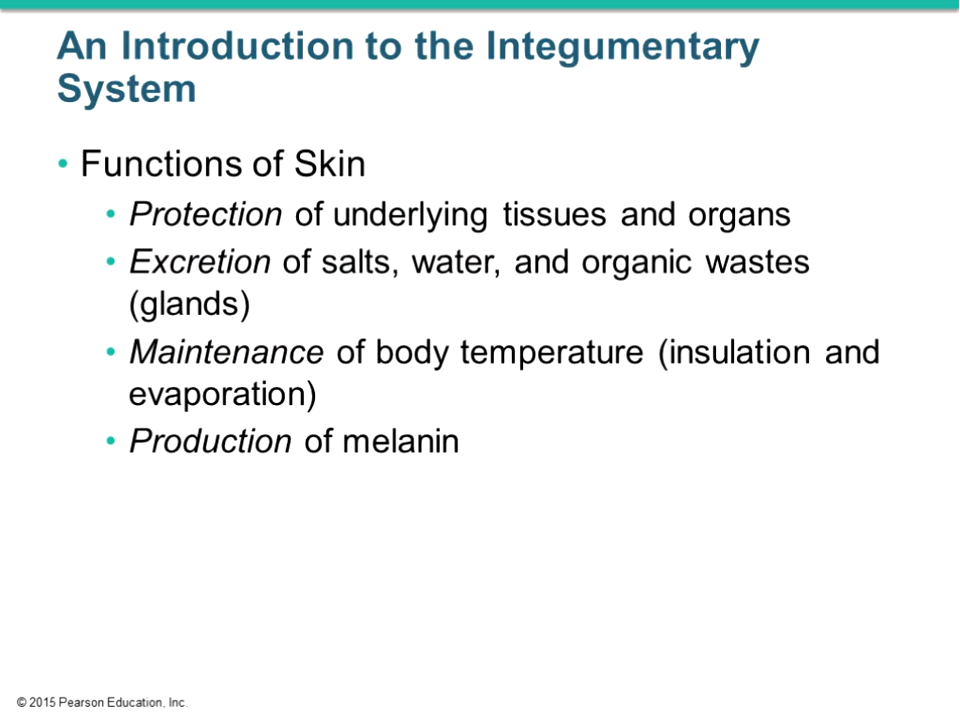 An Introduction to the Integumentary
System
• Functions of Skin
• Protection of underlying tissues and organs
• Excretion of salts, water, and organic wastes
(glands)
• Maintenance of body temperature (insulation and
evaporation)
• Production of melanin
© 2015 Pearson Education, Inc.